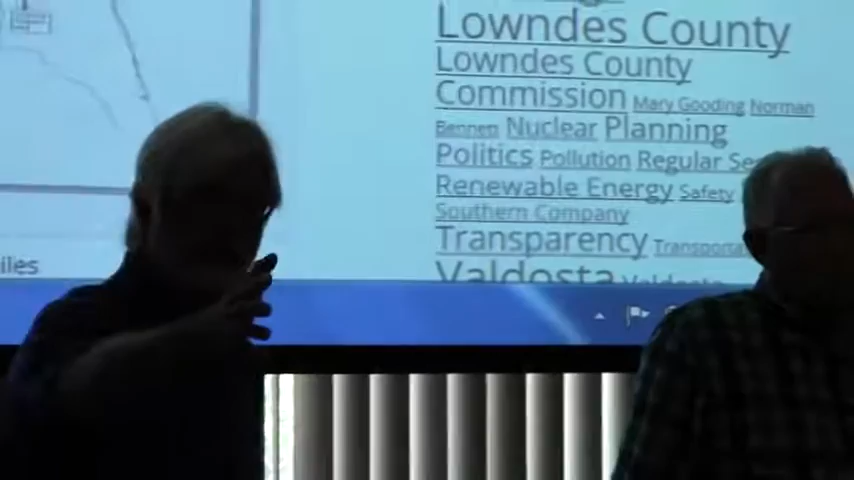 Lowndes County
Lowndes County
Commission Mary Gooding Norman
Bennett Nuclear Planning
Politics Pollution Regular
Renewable Energy Safety
Southern Company
Transparency
Valdosta